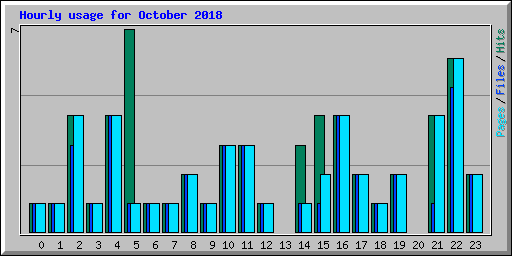 Hourly usage for October 2018
7
Pages/Files/Hits
0 1 2 3 4 5 6 7 8 9 10 11 12 13 14 15 16 17 18 19 20 21 22 23